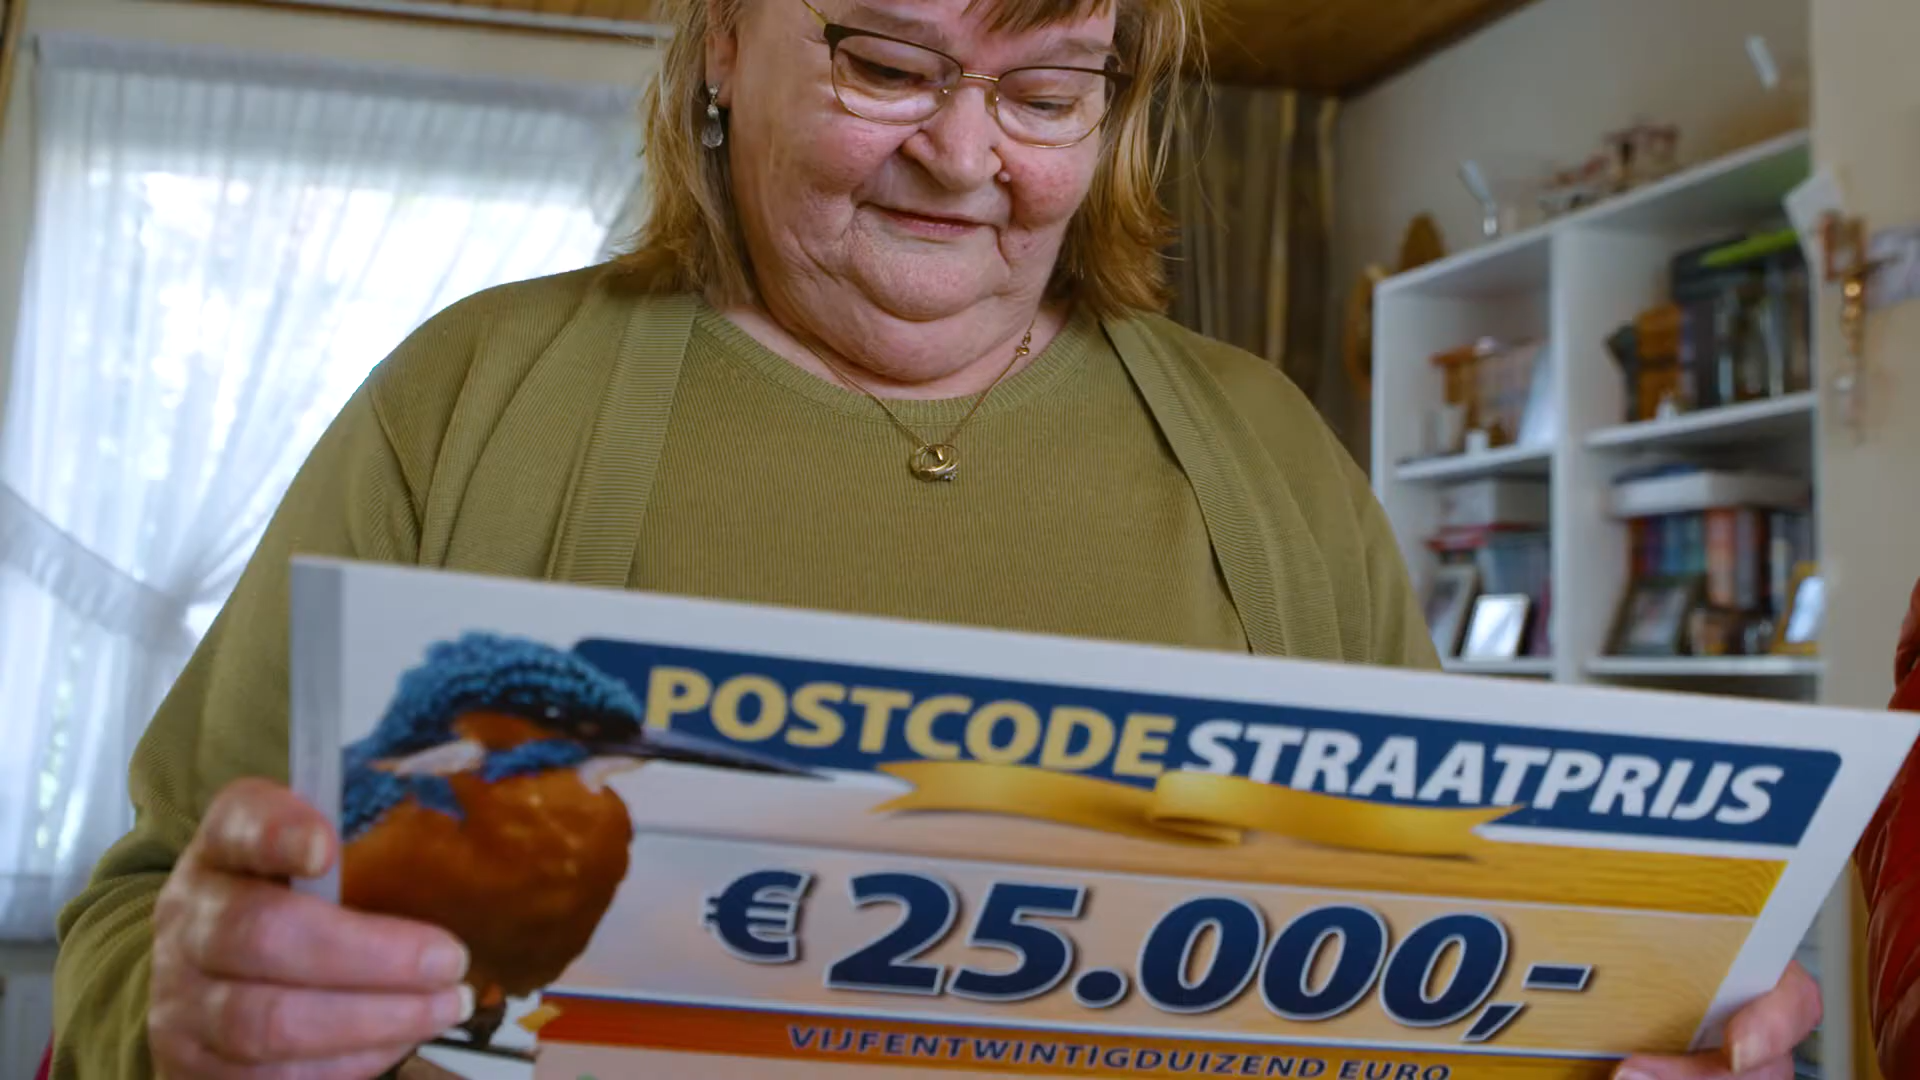 POSTCODE STRAATPRIJS
€ 25.000,-
VIJFENTWINTIGDUIZEND EURO